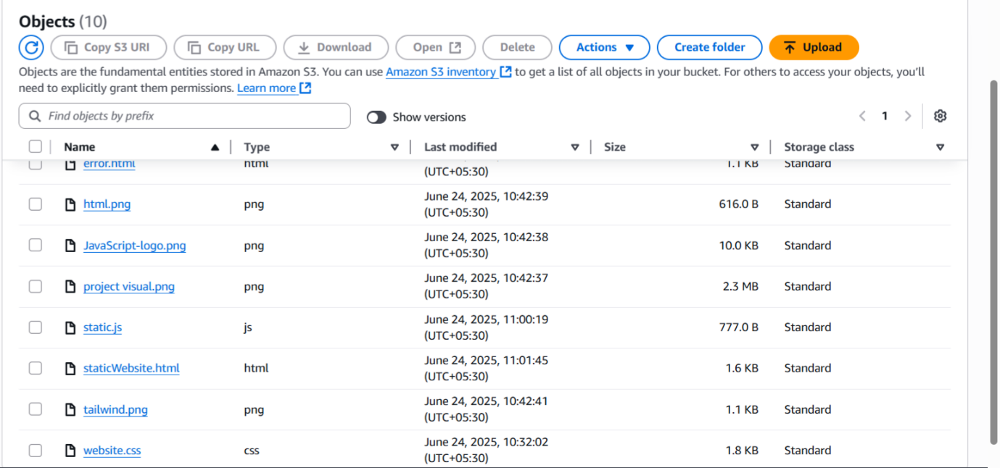 Objects (10)
Copy S3 URI Copy URL Download Open Delete Actions Create folder Upload
Objects are the fundamental entities stored in Amazon S3. You can use Amazon S3 inventory to get a list of all objects in your bucket. For others to access your objects, you'll
need to explicitly grant them permissions. Learn more
Find objects by prefix Show versions 1
Name Type Last modified Size Storage class
error.html html (UTC+05:30) 1.1 KB Standard
html.png png June 24, 2025, 10:42:39 616.0 B Standard
(UTC+05:30)
JavaScript-logo.png png June 24, 2025, 10:42:38 10.0 KB Standard
(UTC+05:30)
project visual.png png June 24, 2025, 10:42:37 2.3 MB Standard
(UTC+05:30)
static.js js June 24, 2025, 11:00:19 777.0 B Standard
(UTC+05:30)
staticWebsite.html html June 24, 2025, 11:01:45 1.6 KB Standard
(UTC+05:30)
tailwind.png png June 24, 2025, 10:42:41 1.1 KB Standard
(UTC+05:30)
website.css css June 24, 2025, 10:32:02 1.8 KB Standard
(UTC+05:30)